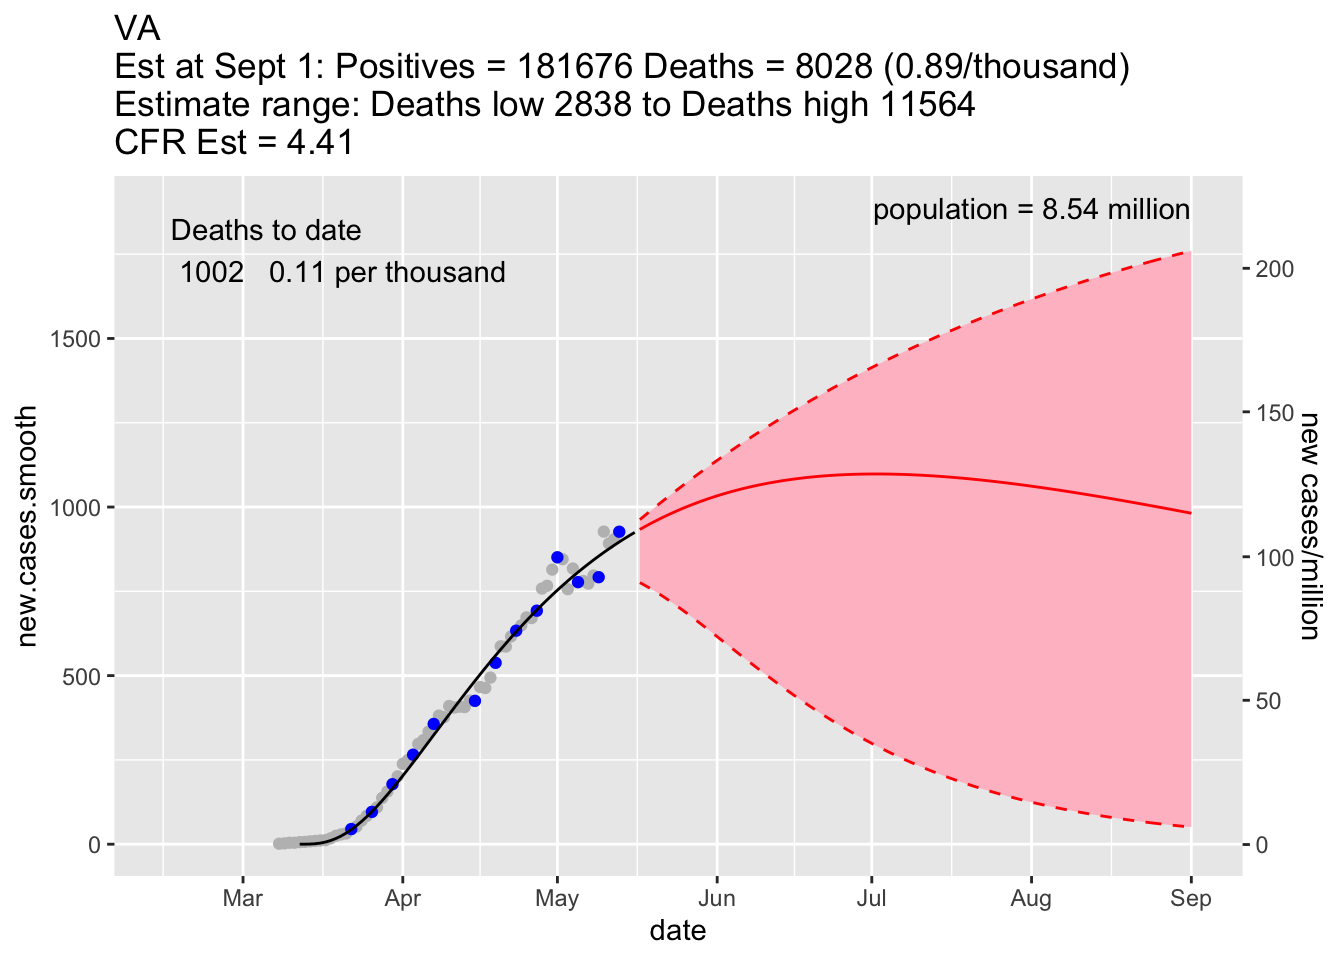 VA
Est at Sept 1: Positives = 181676 Deaths = 8028 (0.89/thousand)
Estimate range: Deaths low 2838 to Deaths high 11564
CFR Est = 4.41
population = 8.54 million
Deaths to date
1002 0.11 per thousand
new.cases.smooth
1500
1000
500
0
200
150
100
50
0
new cases/million
Mar Apr May Jun Jul Aug Sep
date